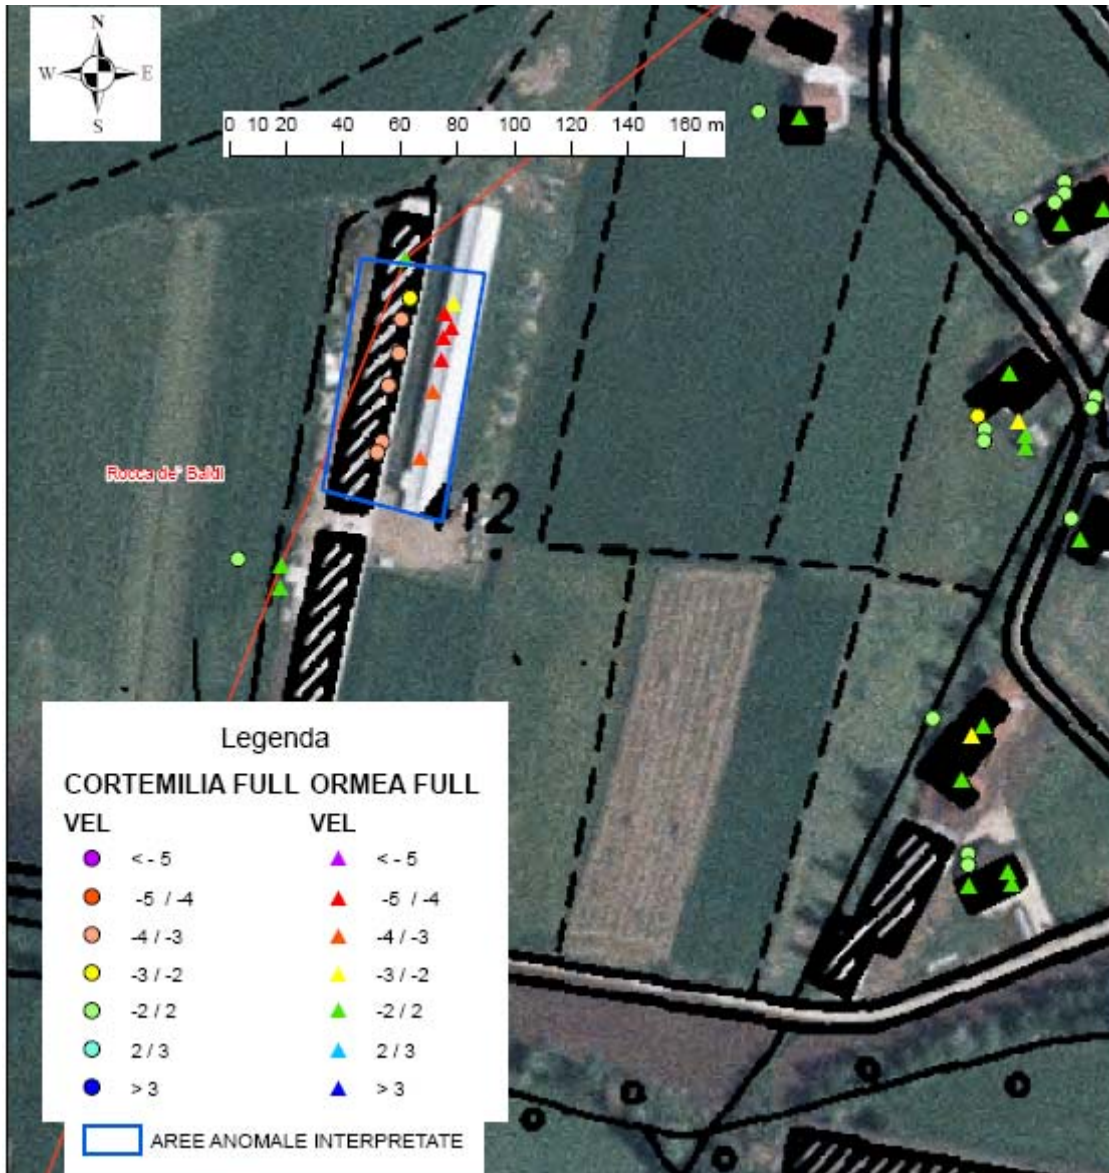 N
W E
S
0 10 20 40 60 80 100 120 140 160 m
Rocca de' Baldi
12
Legenda
CORTEMILIA FULL ORMEA FULL
VEL VEL
< - 5 < - 5
-5 / -4 -5 / -4
-4 / -3 -4 / -3
-3 / -2 -3 / -2
-2 / 2 -2 / 2
2 / 3 2 / 3
> 3 > 3
AREE ANOMALE INTERPRETATE